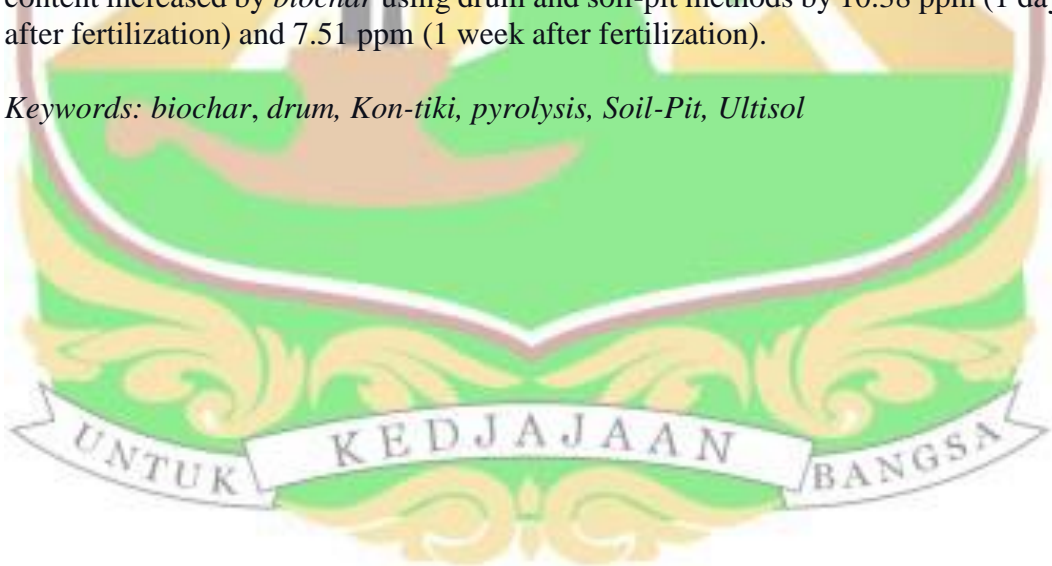 content increased by biochar using drum and soil-pit methods by 10.38 ppm (1 day
after fertilization) and 7.51 ppm (1 week after fertilization).
Keywords: biochar, drum, Kon-tiki, pyrolysis, Soil-Pit, Ultisol
UNTUK KEDJAJAAN BANGSA